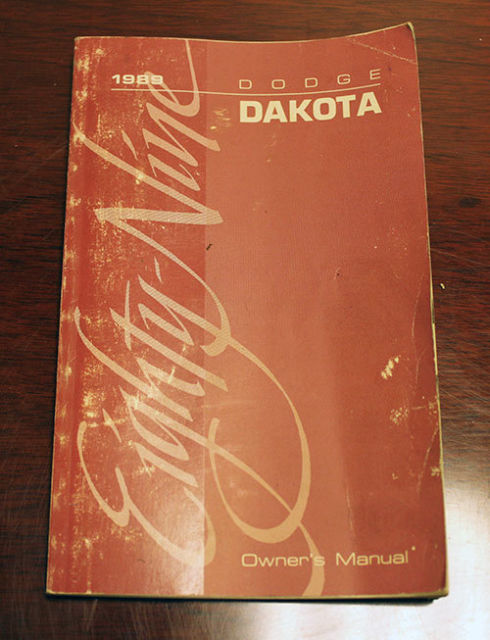 1989
DODGE
DAKOTA
Eighty-Nine
Owner's Manual